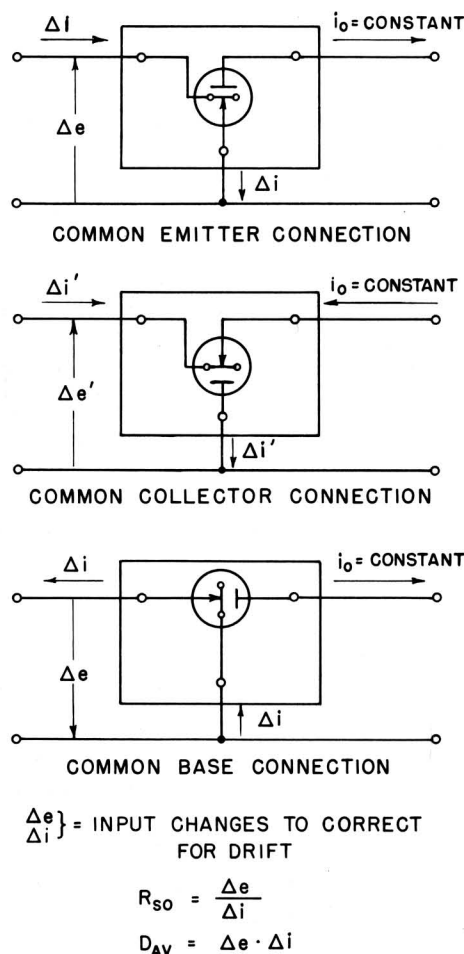 Δi i₀ = CONSTANT
Δe
Δi
COMMON EMITTER CONNECTION
Δi' i₀ = CONSTANT
Δe'
Δi'
COMMON COLLECTOR CONNECTION
Δi i₀ = CONSTANT
Δe
Δi
COMMON BASE CONNECTION
Δe
Δi } = INPUT CHANGES TO CORRECT
FOR DRIFT
R_SO = Δe / Δi
D_AV = Δe · Δi